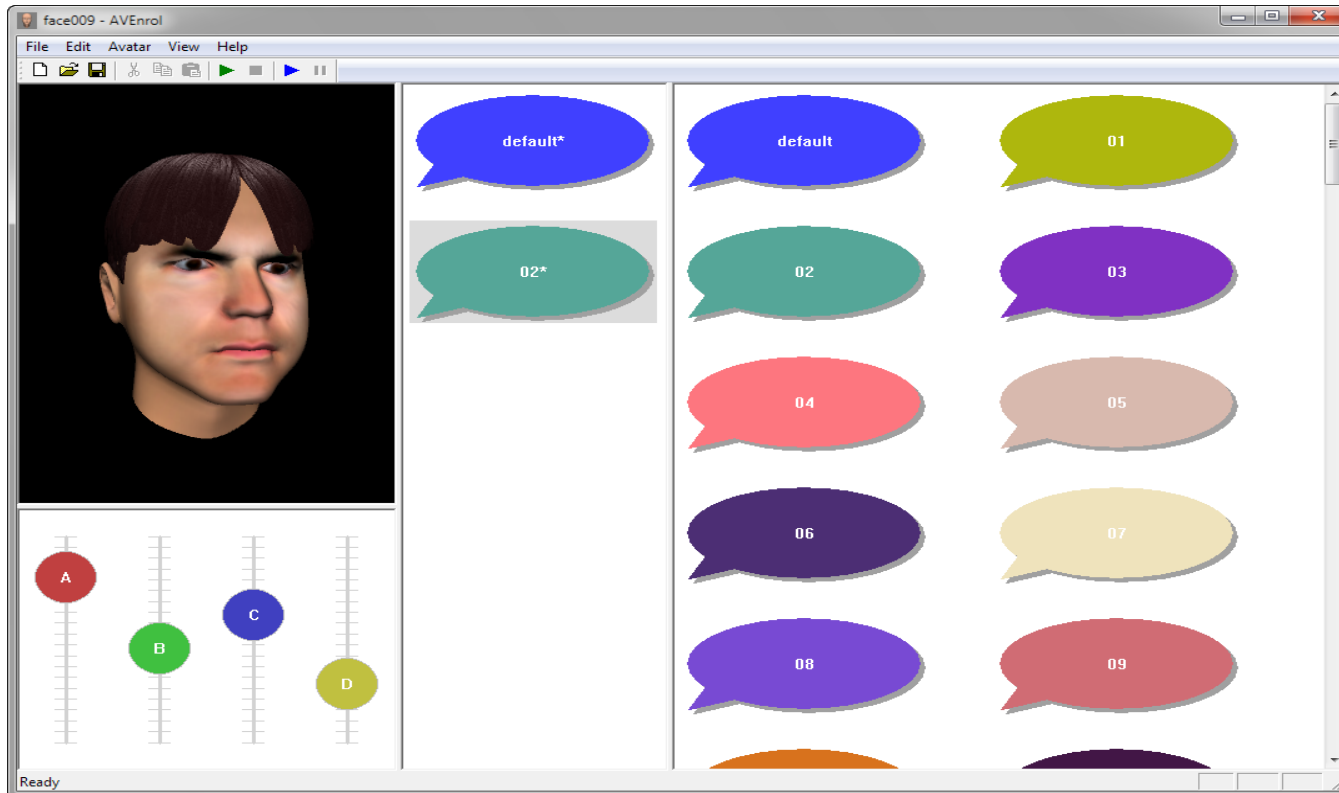 face009 - AVEnrol
File Edit Avatar View Help
default*
02*
default
01
02
03
04
05
06
07
08
09
A
B
C
D
Ready